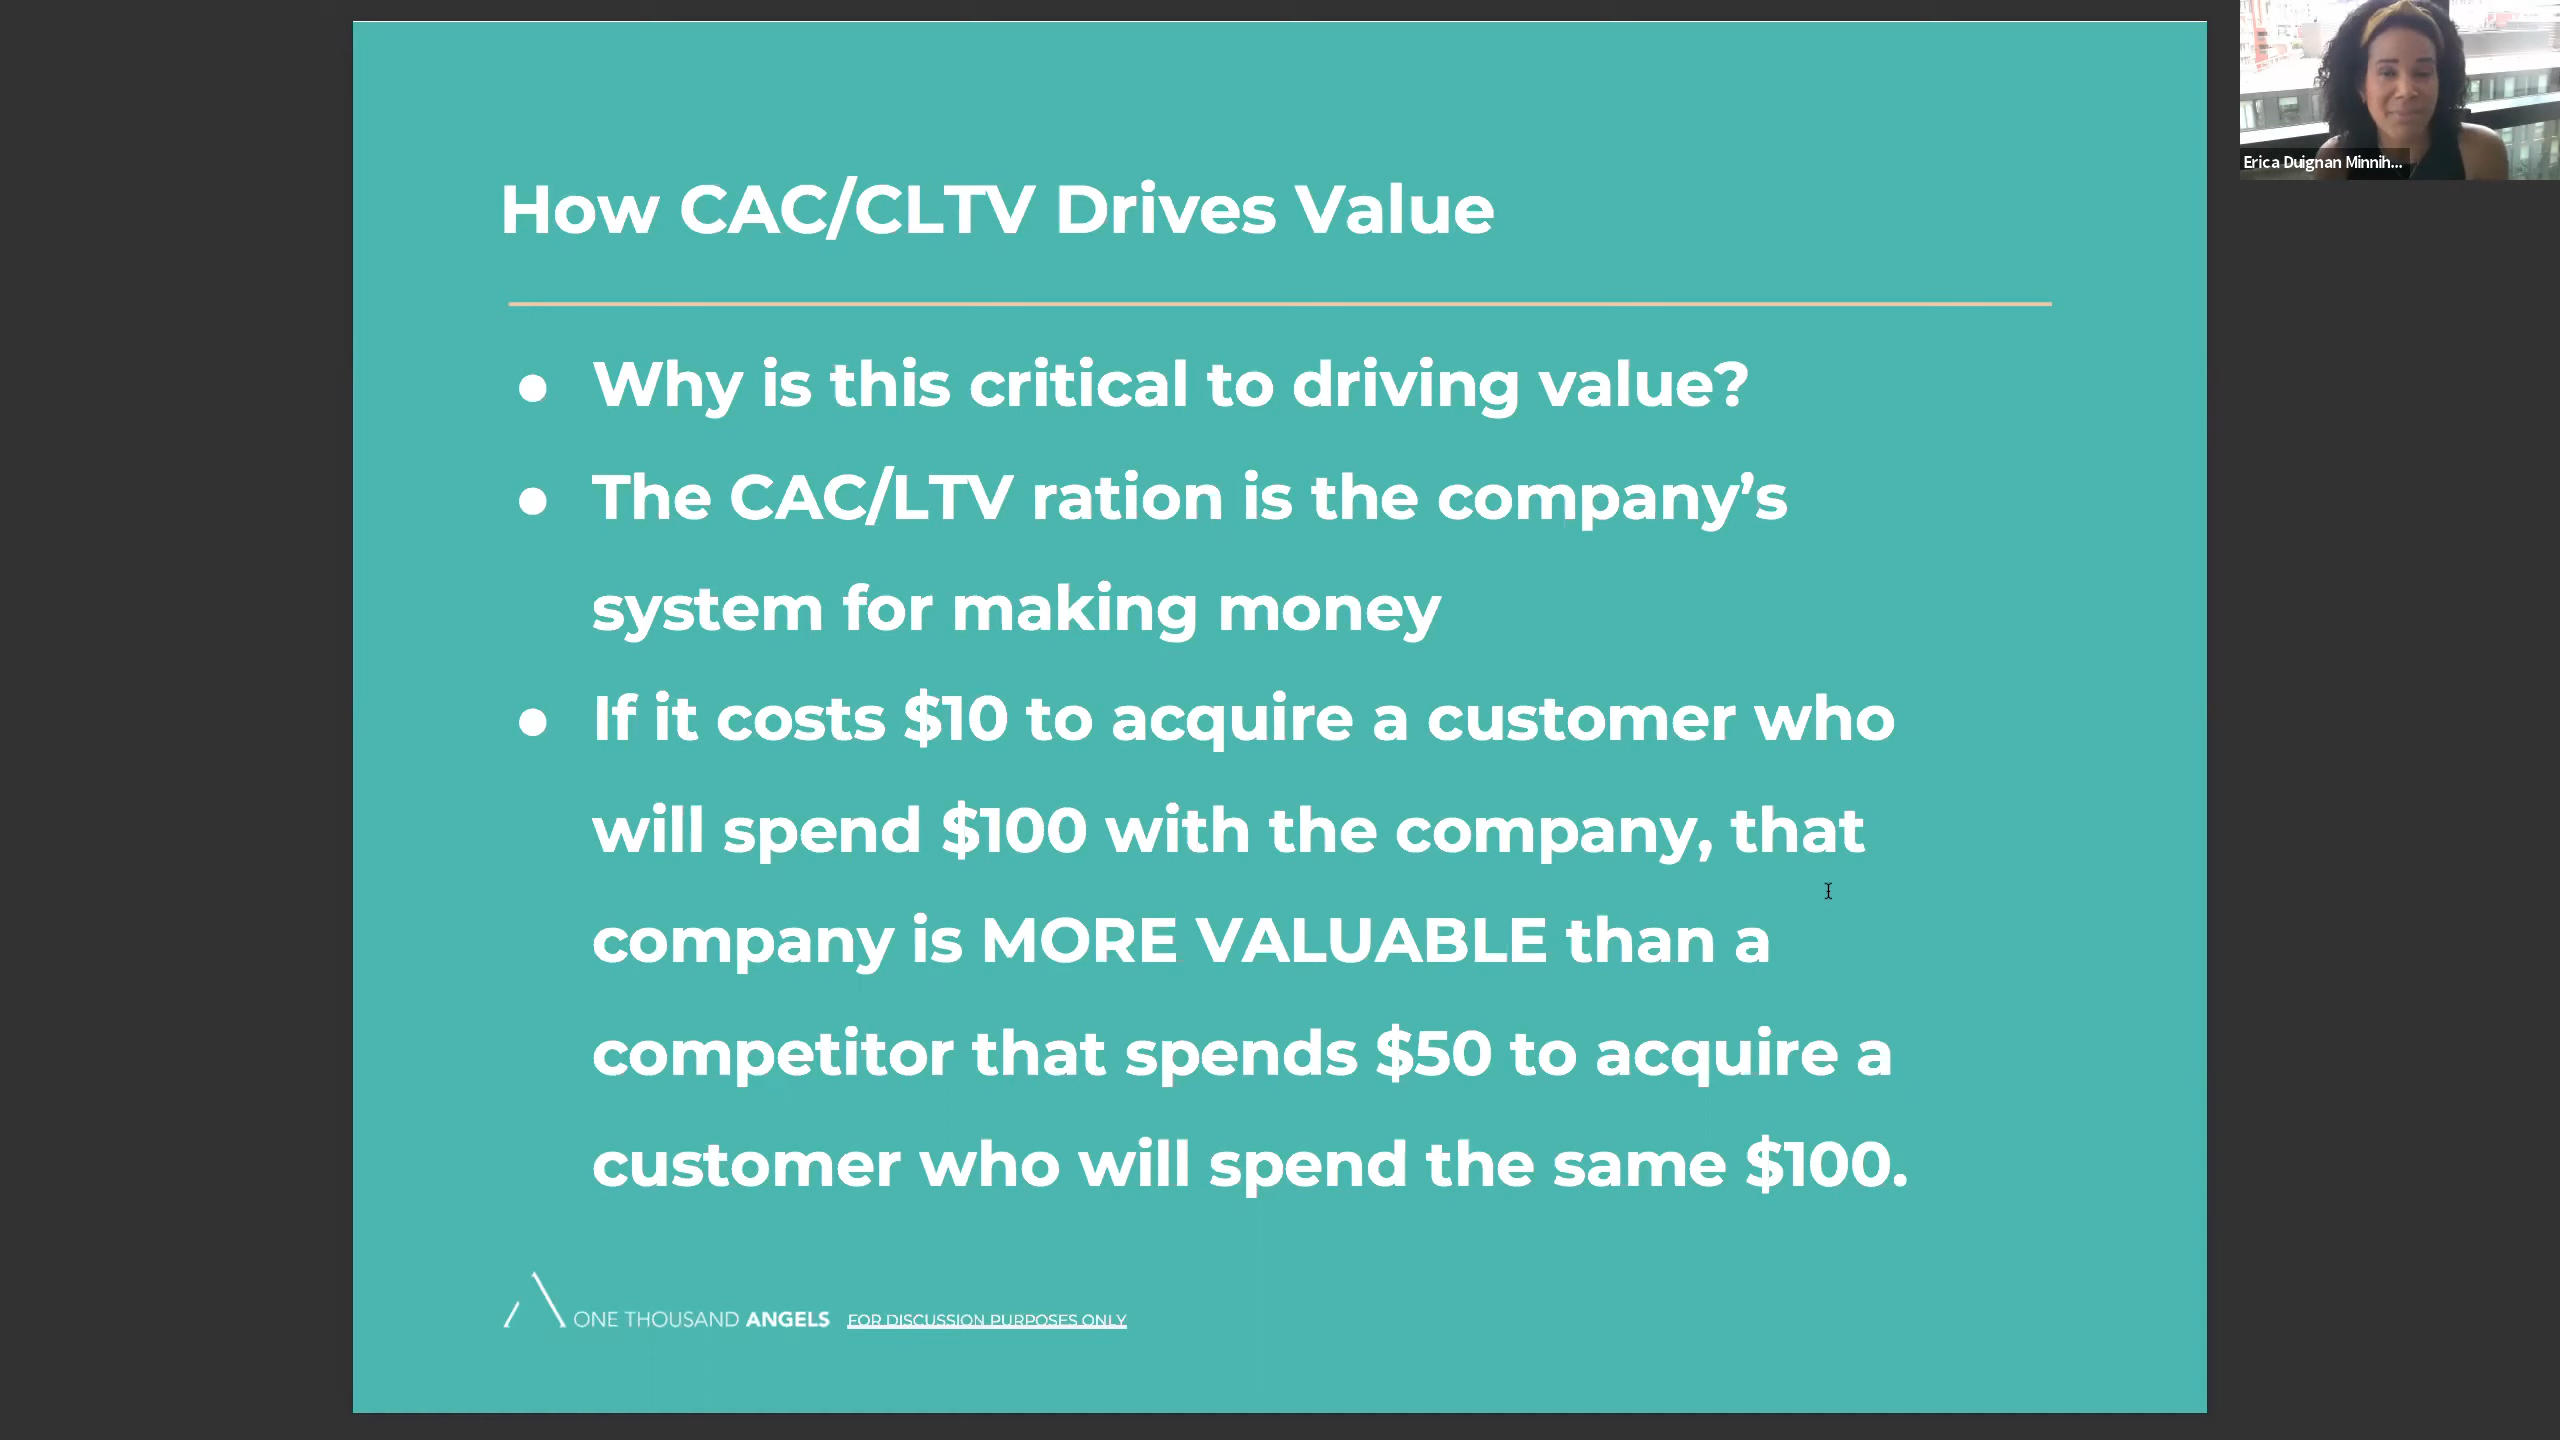 How CAC/CLTV Drives Value
● Why is this critical to driving value?
● The CAC/LTV ration is the company’s
system for making money
● If it costs $10 to acquire a customer who
will spend $100 with the company, that
company is MORE VALUABLE than a
competitor that spends $50 to acquire a
customer who will spend the same $100.
ONE THOUSAND ANGELS FOR DISCUSSION PURPOSES ONLY
Erica Duignan Minnih...